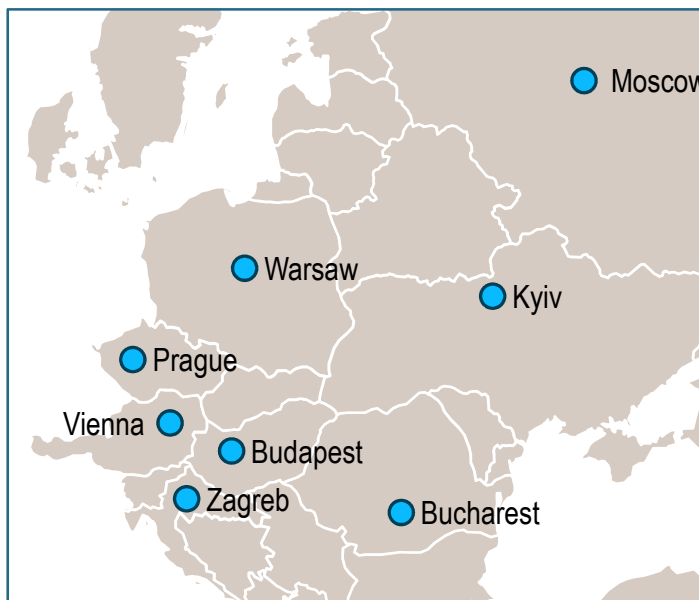 Moscow
Warsaw
Kyiv
Prague
Vienna
Budapest
Zagreb
Bucharest